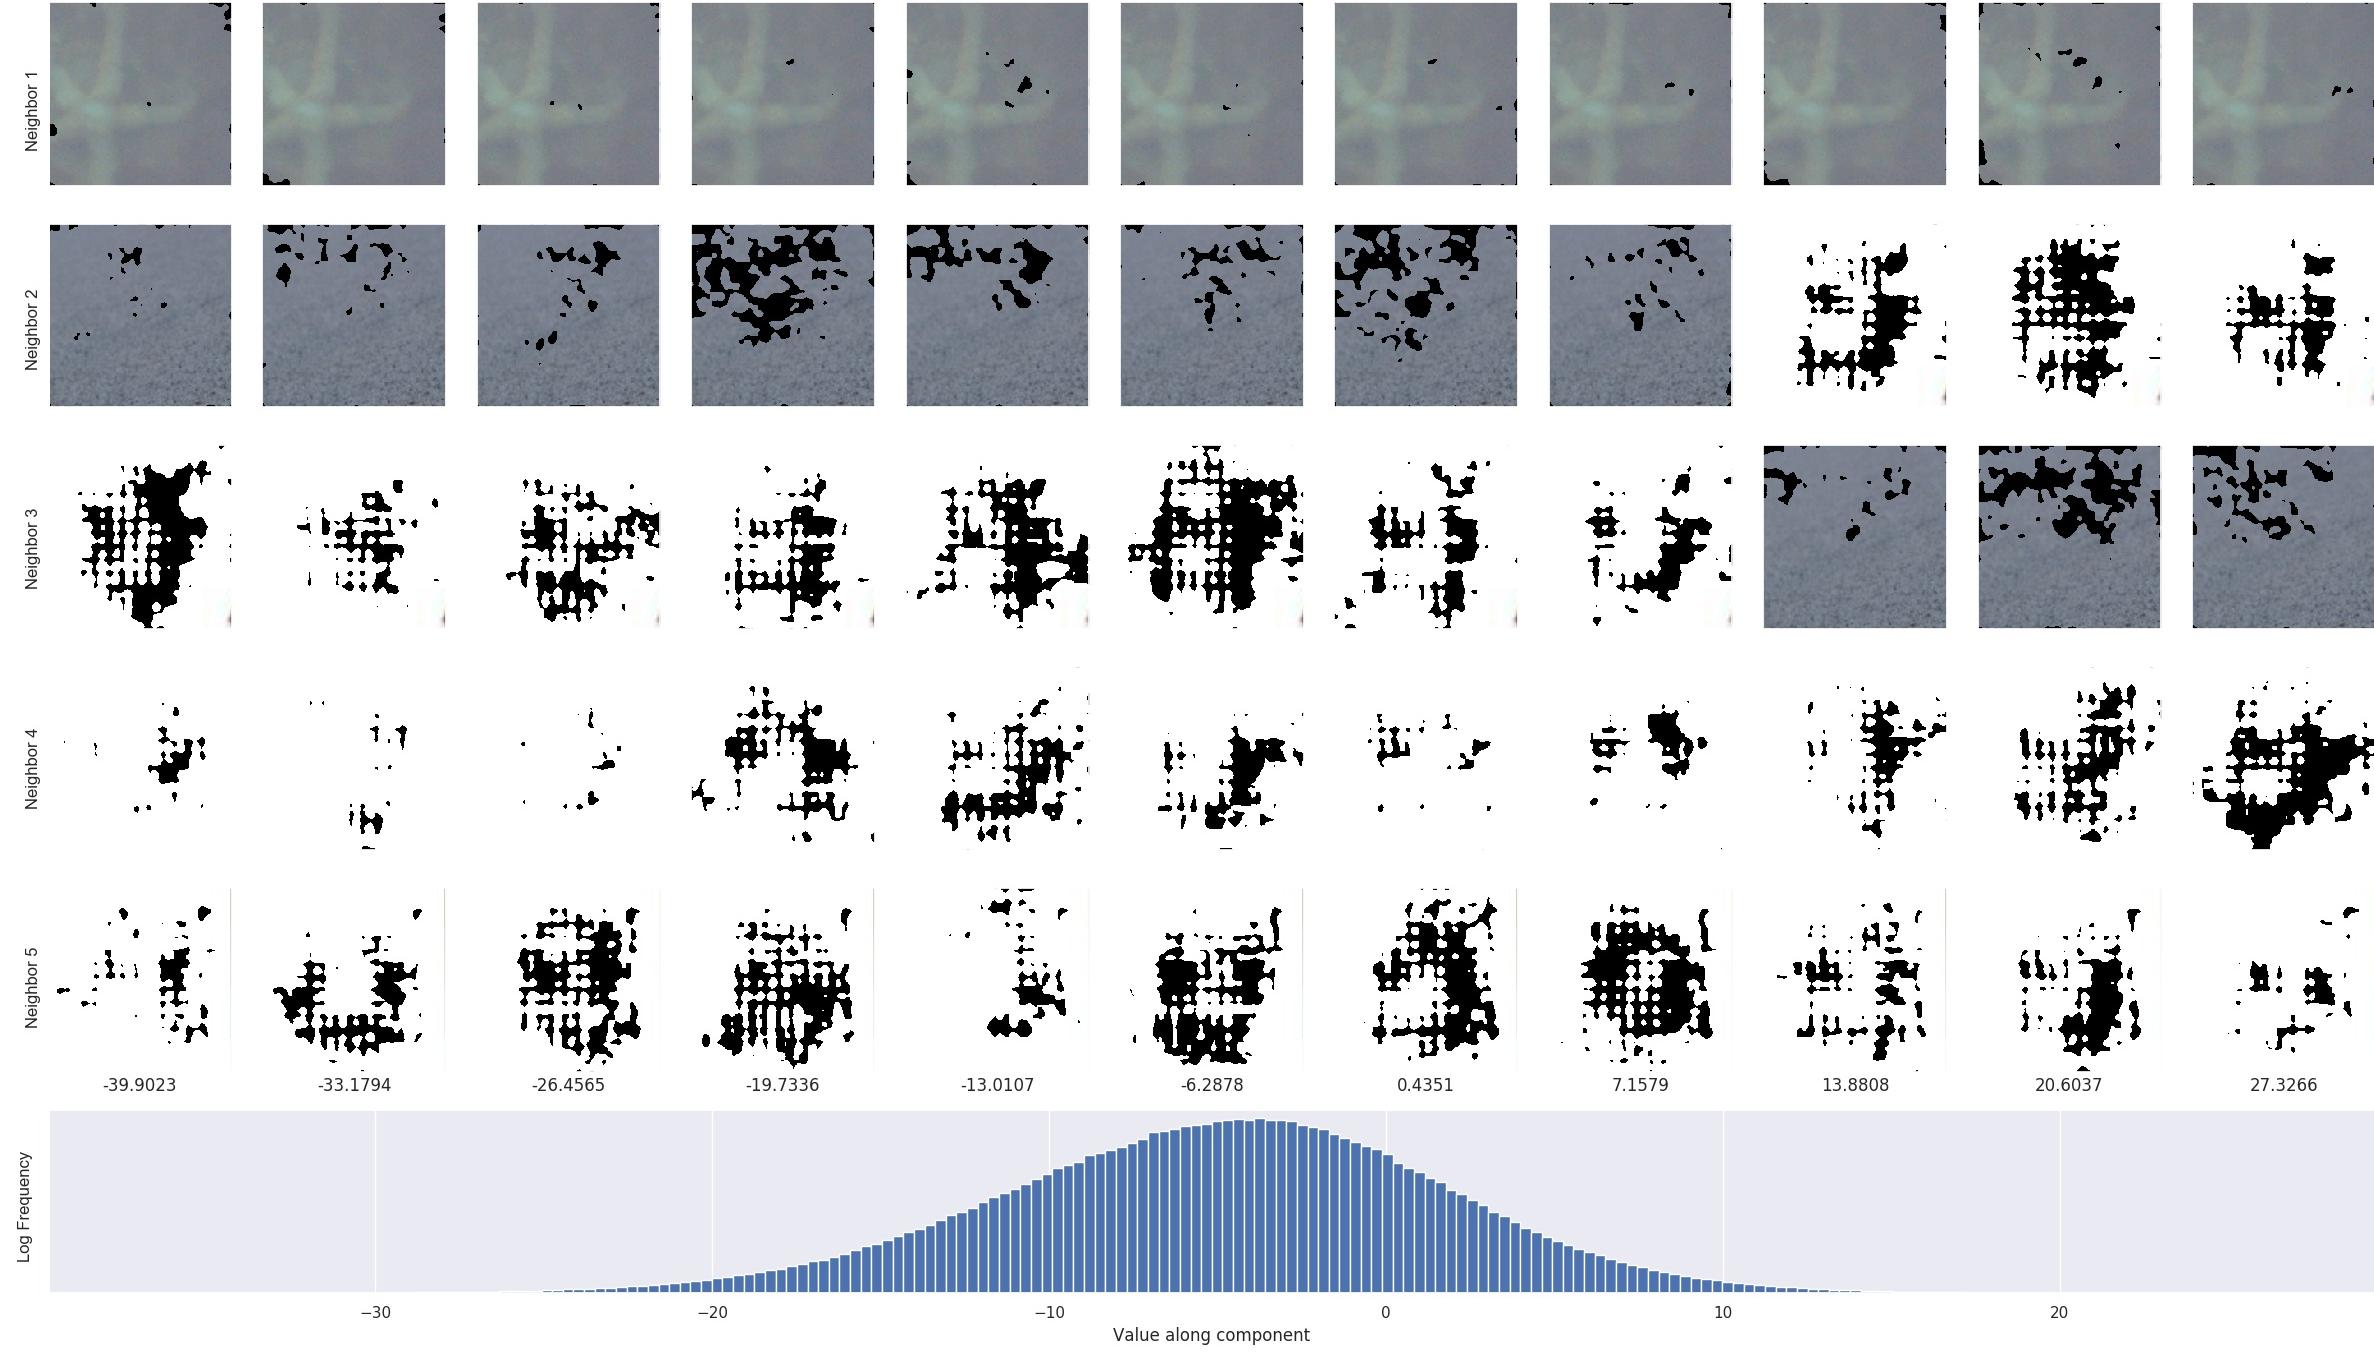 Neighbor 1
Neighbor 2
Neighbor 3
Neighbor 4
Neighbor 5
-39.9023 -33.1794 -26.4565 -19.7336 -13.0107 -6.2878 0.4351 7.1579 13.8808 20.6037 27.3266
Log Frequency
−30 −20 −10 0 10 20
Value along component